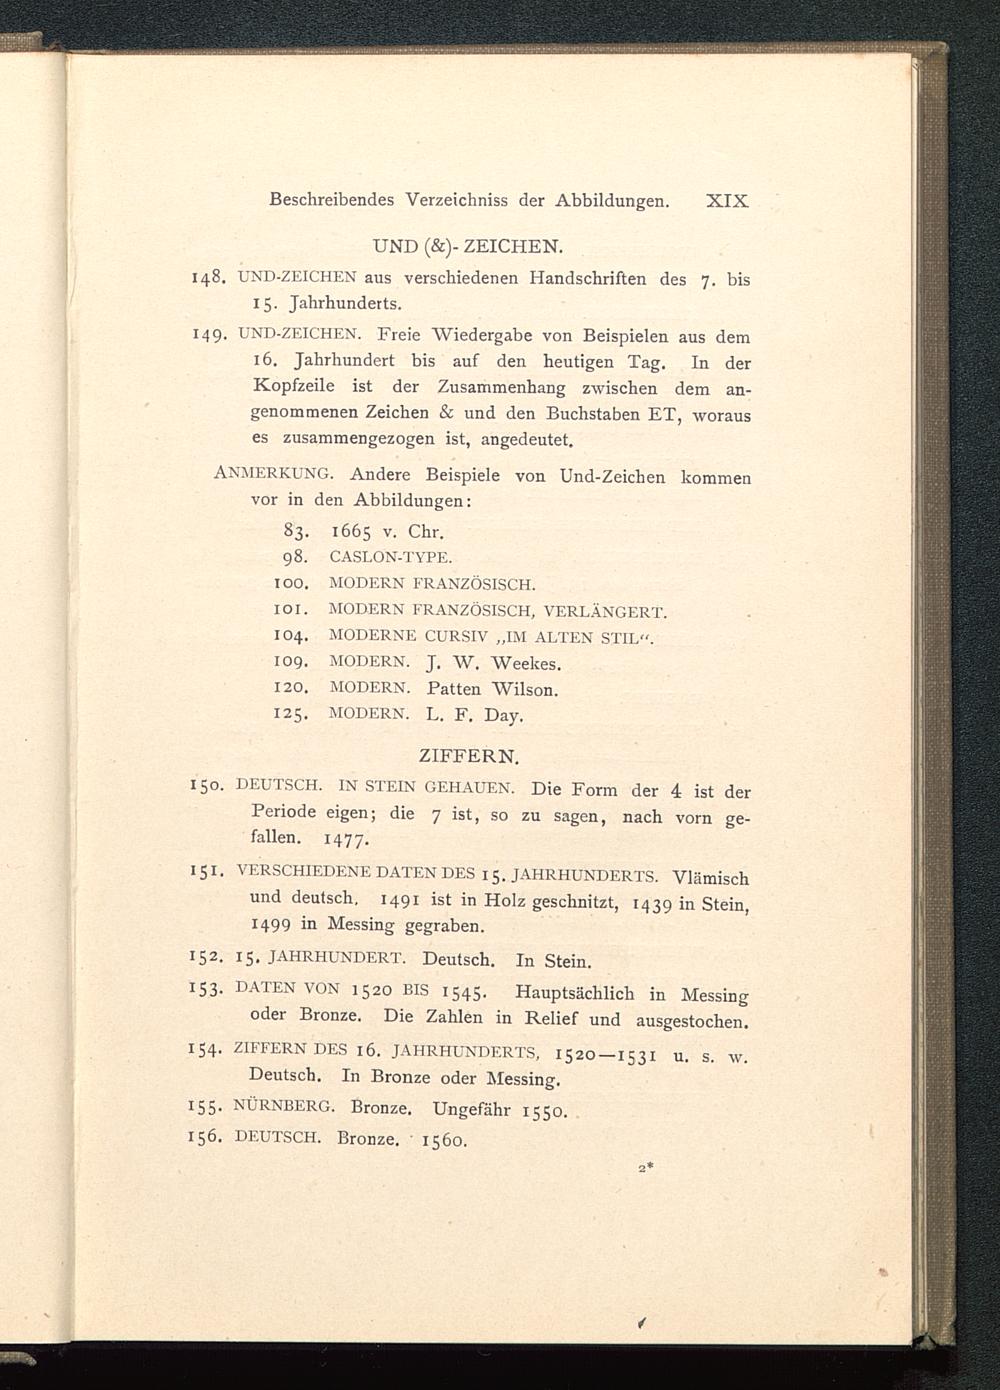 Beschreibendes Verzeichniss der Abbildungen. XIX
UND (&)- ZEICHEN.
148. UND-ZEICHEN aus verschiedenen Handschriften des 7. bis
15. Jahrhunderts.
149. UND-ZEICHEN. Freie Wiedergabe von Beispielen aus dem
16. Jahrhundert bis auf den heutigen Tag. In der
Kopfzeile ist der Zusammenhang zwischen dem an-
genommenen Zeichen & und den Buchstaben ET, woraus
es zusammengezogen ist, angedeutet.
ANMERKUNG. Andere Beispiele von Und-Zeichen kommen
vor in den Abbildungen:
83. 1665 v. Chr.
98. CASLON-TYPE.
100. MODERN FRANZÖSISCH.
101. MODERN FRANZÖSISCH, VERLÄNGERT.
104. MODERNE CURSIV „IM ALTEN STIL“.
109. MODERN. J. W. Weekes.
120. MODERN. Patten Wilson.
125. MODERN. L. F. Day.
ZIFFERN.
150. DEUTSCH. IN STEIN GEHAUEN. Die Form der 4 ist der
Periode eigen; die 7 ist, so zu sagen, nach vorn ge-
fallen. 1477.
151. VERSCHIEDENE DATEN DES 15. JAHRHUNDERTS. Vlämisch
und deutsch. 1491 ist in Holz geschnitzt, 1439 in Stein,
1499 in Messing gegraben.
152. 15. JAHRHUNDERT. Deutsch. In Stein.
153. DATEN VON 1520 BIS 1545. Hauptsächlich in Messing
oder Bronze. Die Zahlen in Relief und ausgestochen.
154. ZIFFERN DES 16. JAHRHUNDERTS, 1520—1531 u. s. w.
Deutsch. In Bronze oder Messing.
155. NÜRNBERG. Bronze. Ungefähr 1550.
156. DEUTSCH. Bronze. 1560.
2*